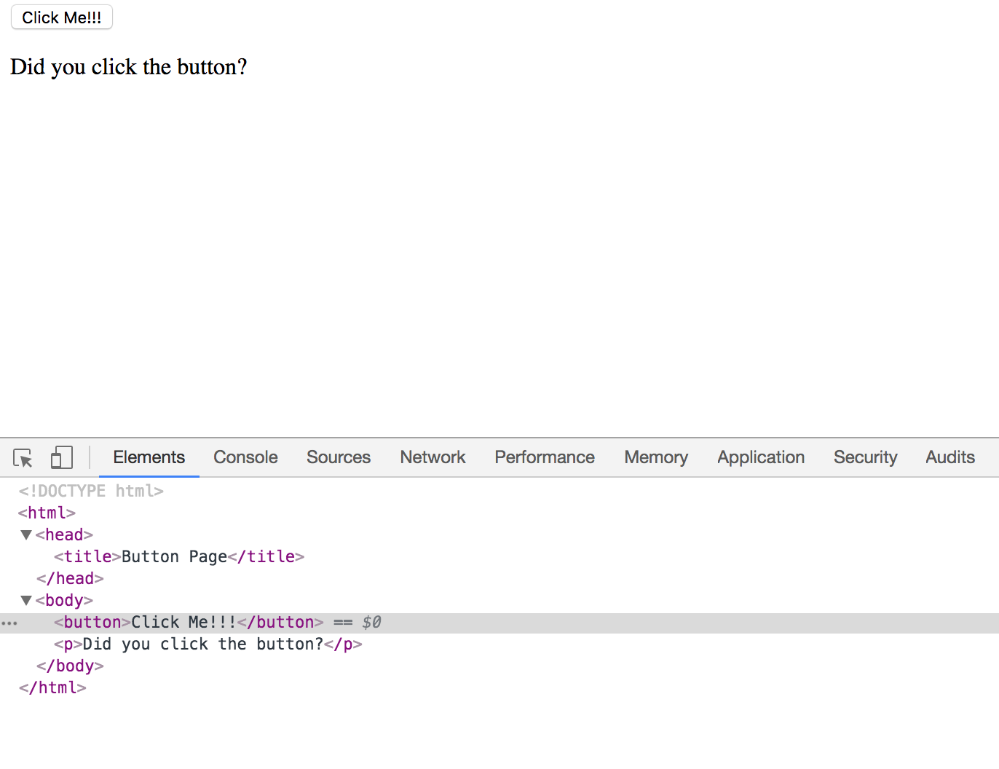 Click Me!!!
Did you click the button?
Elements Console Sources Network Performance Memory Application Security Audits
<!DOCTYPE html>
<html>
▼<head>
<title>Button Page</title>
</head>
▼<body>
<button>Click Me!!!</button> == $0
<p>Did you click the button?</p>
</body>
</html>